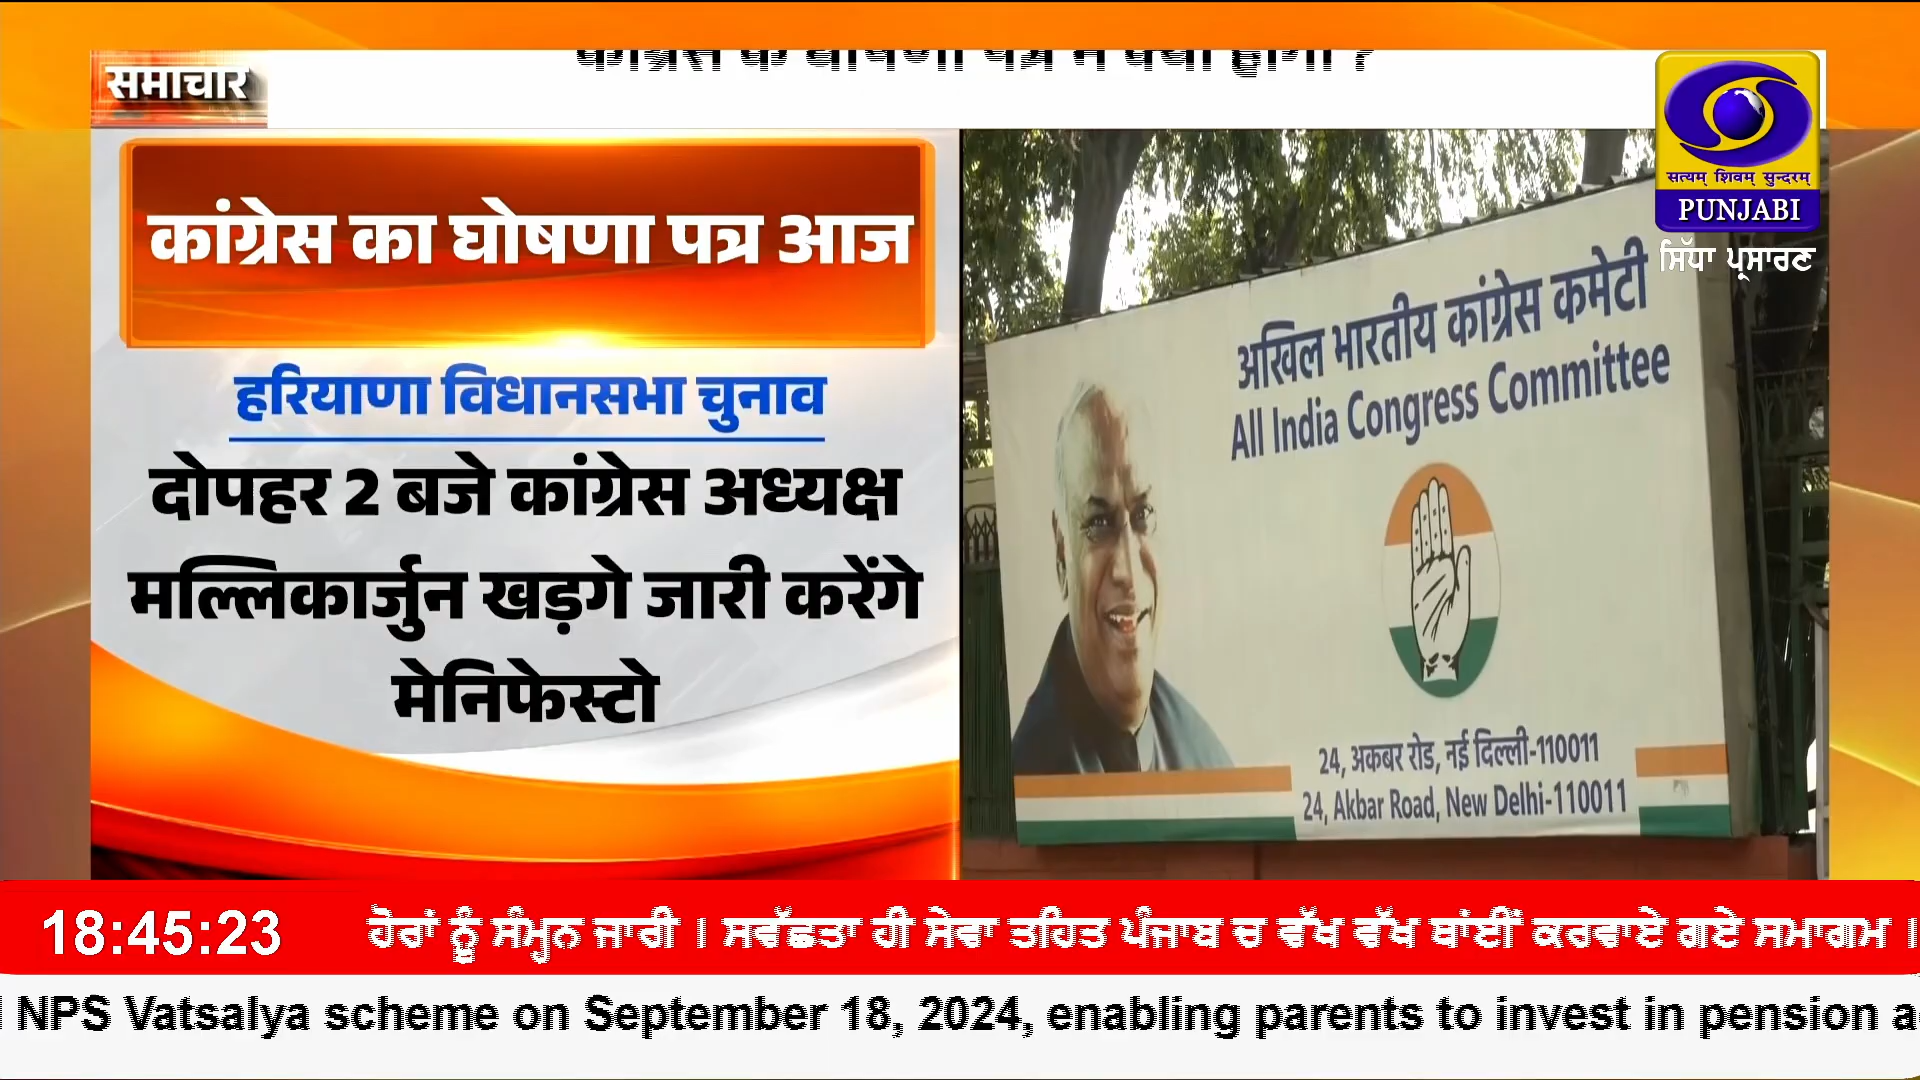 कांग्रेस के घोषणा पत्र में क्या होगा ?
समाचार
सत्यम् शिवम् सुन्दरम्
PUNJABI
ਸਿੱਧਾ ਪ੍ਰਸਾਰਣ
कांग्रेस का घोषणा पत्र आज
हरियाणा विधानसभा चुनाव
दोपहर 2 बजे कांग्रेस अध्यक्ष
मल्लिकार्जुन खड़गे जारी करेंगे
मेनिफेस्टो
अखिल भारतीय कांग्रेस कमेटी
All India Congress Committee
24, अकबर रोड, नई दिल्ली-110011
24, Akbar Road, New Delhi-110011
18:45:23
ਹੋਰਾਂ ਨੂੰ ਸੰਮ੍ਹਨ ਜਾਰੀ । ਸਵੱਛਤਾ ਹੀ ਸੇਵਾ ਤਹਿਤ ਪੰਜਾਬ ਚ ਵੱਖ ਵੱਖ ਥਾਂਈਂ ਕਰਵਾਏ ਗਏ ਸਮਾਗਮ ।
NPS Vatsalya scheme on September 18, 2024, enabling parents to invest in pension